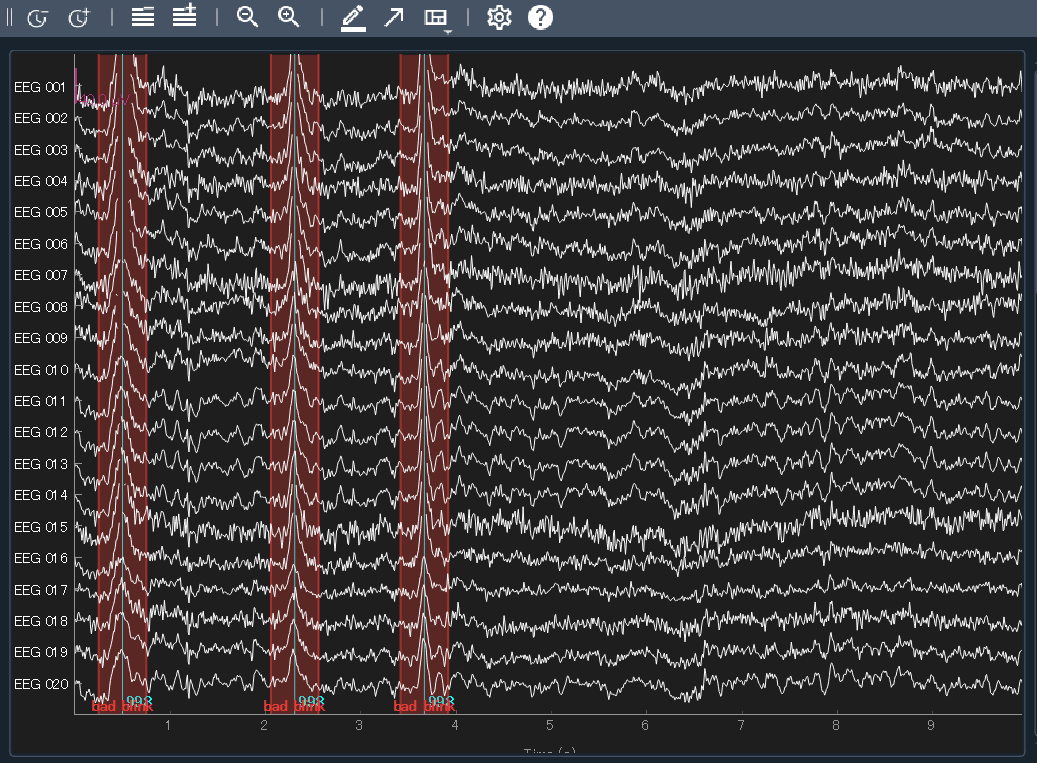 EEG 001
EEG 002
EEG 003
EEG 004
EEG 005
EEG 006
EEG 007
EEG 008
EEG 009
EEG 010
EEG 011
EEG 012
EEG 013
EEG 014
EEG 015
EEG 016
EEG 017
EEG 018
EEG 019
EEG 020
998 998 998
bad blink bad blink bad blink
1 2 3 4 5 6 7 8 9
Time (s)